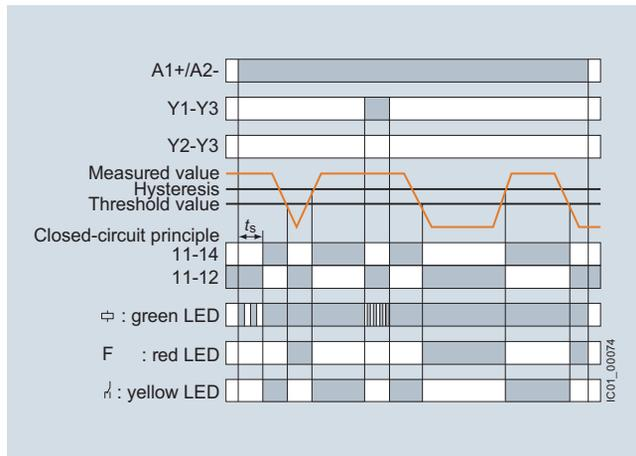 A1+/A2-
Y1-Y3
Y2-Y3
Measured value
Hysteresis
Threshold value
Closed-circuit principle
ts
11-14
11-12
: green LED
F : red LED
: yellow LED
IC01_00074